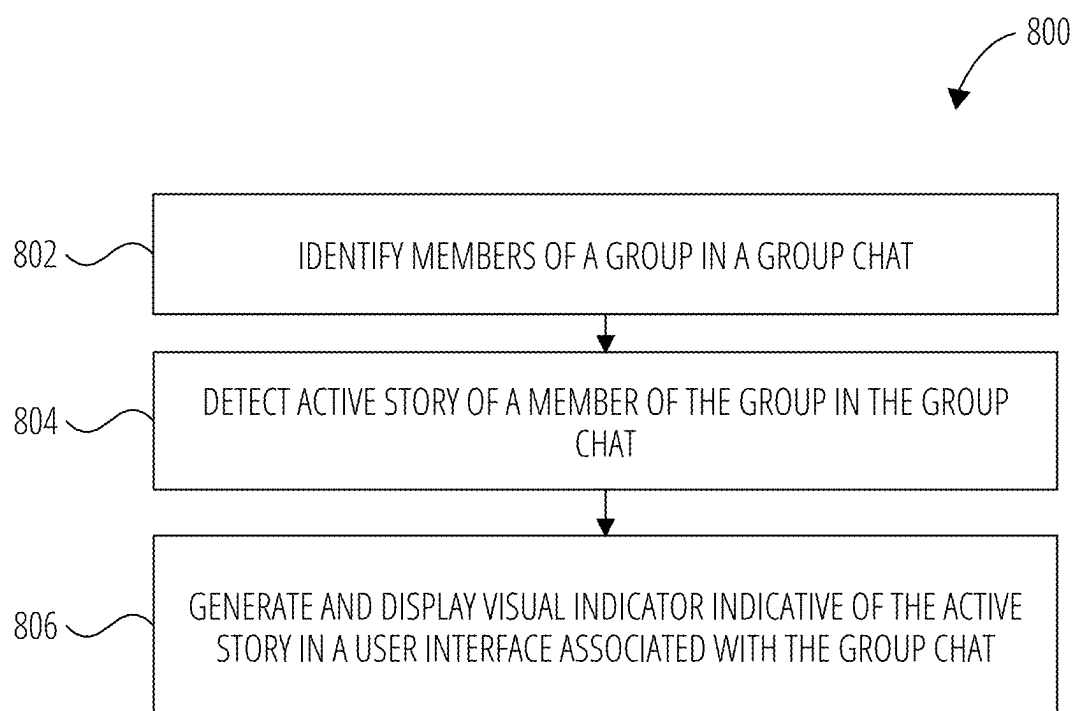 800
802
IDENTIFY MEMBERS OF A GROUP IN A GROUP CHAT
804
DETECT ACTIVE STORY OF A MEMBER OF THE GROUP IN THE GROUP
CHAT
806
GENERATE AND DISPLAY VISUAL INDICATOR INDICATIVE OF THE ACTIVE
STORY IN A USER INTERFACE ASSOCIATED WITH THE GROUP CHAT